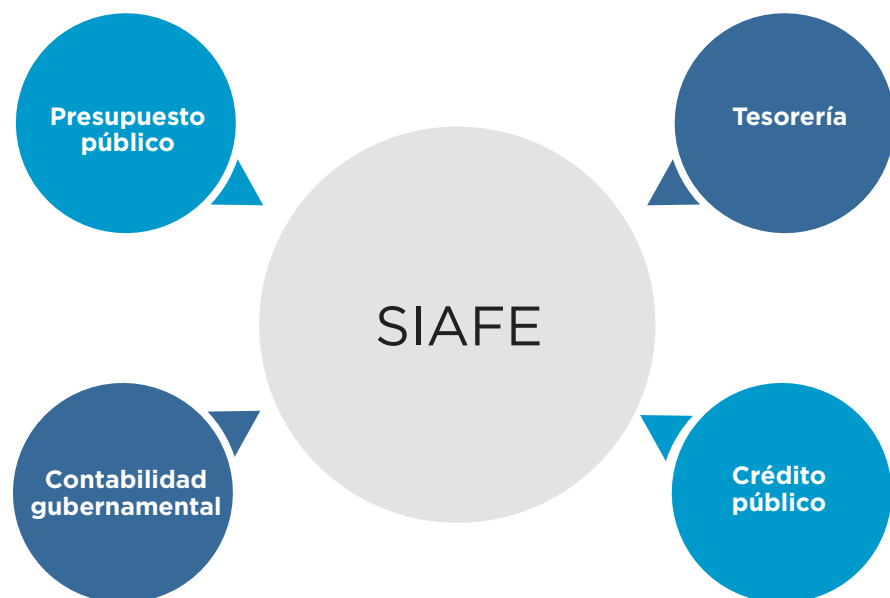 Presupuesto
público
Tesorería
SIAFE
Contabilidad
gubernamental
Crédito
público